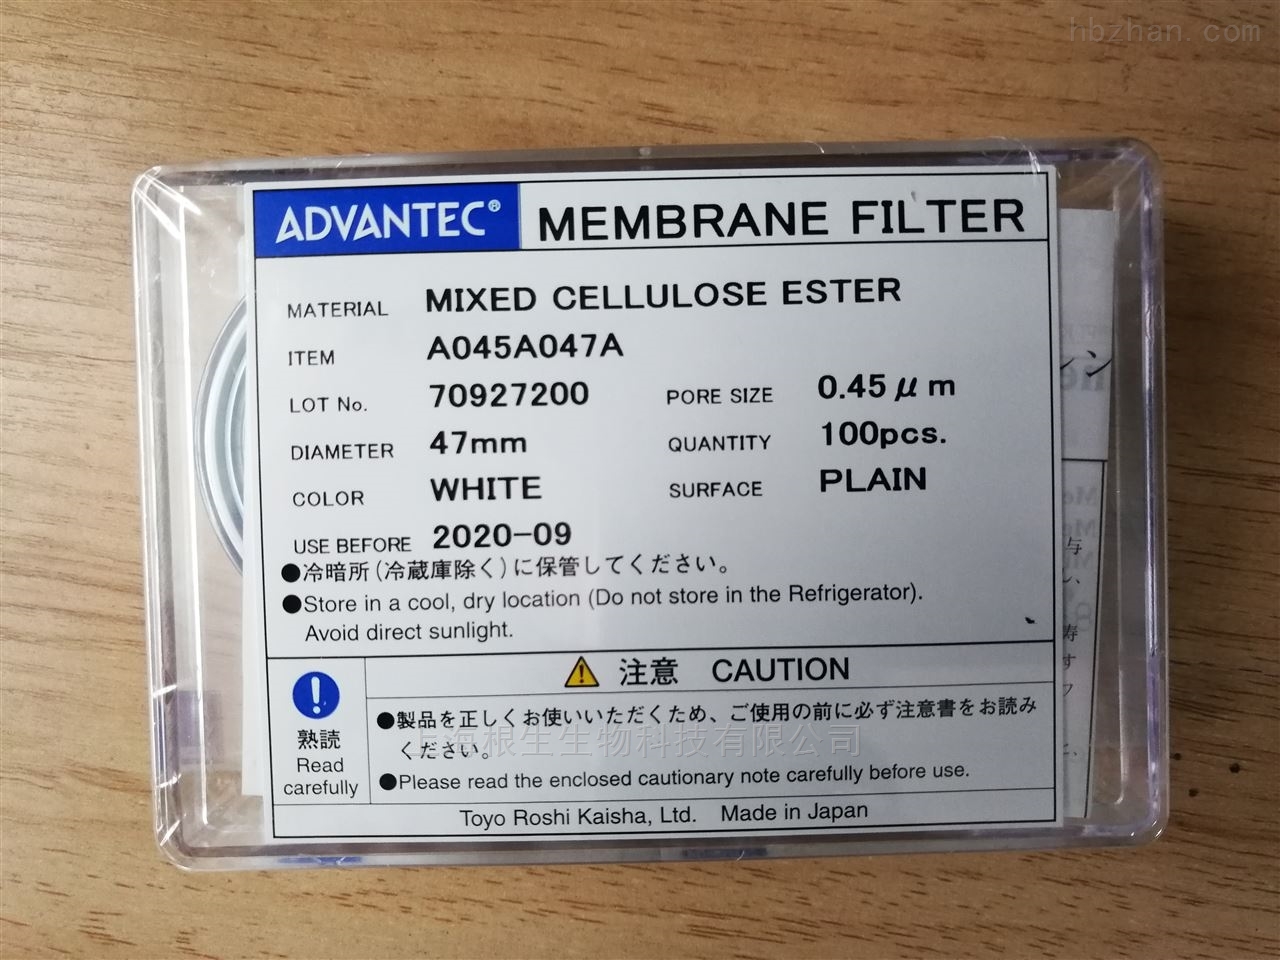 hbzhan.com
ADVANTEC® MEMBRANE FILTER
MATERIAL MIXED CELLULOSE ESTER
ITEM A045A047A
LOT No. 70927200 PORE SIZE 0.45μm
DIAMETER 47mm QUANTITY 100pcs.
COLOR WHITE SURFACE PLAIN
USE BEFORE 2020-09
●冷暗所(冷蔵庫除く)に保管してください。
●Store in a cool, dry location (Do not store in the Refrigerator).
Avoid direct sunlight.
注意 CAUTION
熟読
Read
carefully
●製品を正しくお使いいただくため、ご使用の前に必ず注意書をお読み
ください。
上海根生生物科技有限公司
●Please read the enclosed cautionary note carefully before use.
Toyo Roshi Kaisha, Ltd. Made in Japan